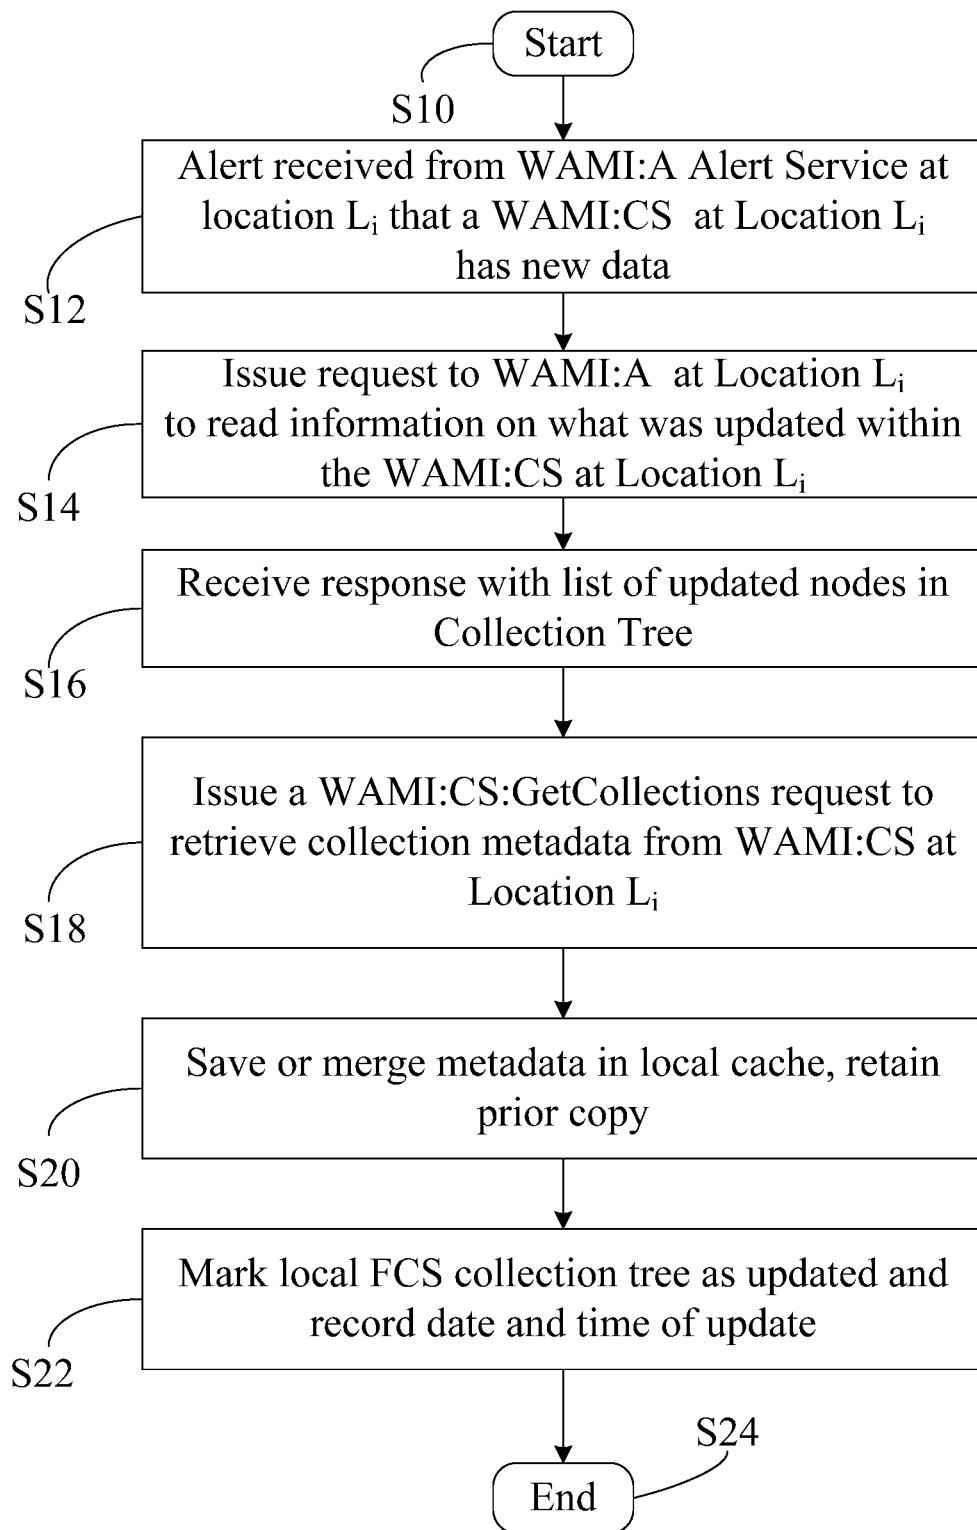 Start
S10
Alert received from WAMI:A Alert Service at
location Li that a WAMI:CS at Location Li
has new data
S12
Issue request to WAMI:A at Location Li
to read information on what was updated within
the WAMI:CS at Location Li
S14
Receive response with list of updated nodes in
Collection Tree
S16
Issue a WAMI:CS:GetCollections request to
retrieve collection metadata from WAMI:CS at
Location Li
S18
Save or merge metadata in local cache, retain
prior copy
S20
Mark local FCS collection tree as updated and
record date and time of update
S22
S24
End